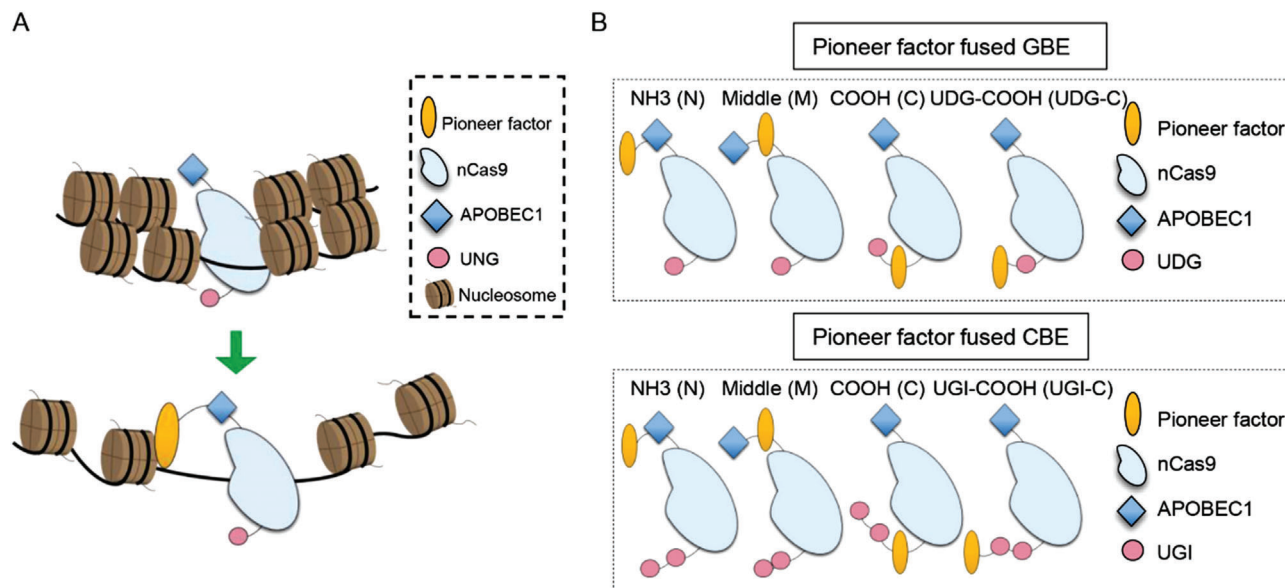 A
Pioneer factor
nCas9
APOBEC1
UNG
Nucleosome
B
Pioneer factor fused GBE
NH3 (N) Middle (M) COOH (C) UDG-COOH (UDG-C)
Pioneer factor
nCas9
APOBEC1
UDG
Pioneer factor fused CBE
NH3 (N) Middle (M) COOH (C) UGI-COOH (UGI-C)
Pioneer factor
nCas9
APOBEC1
UGI